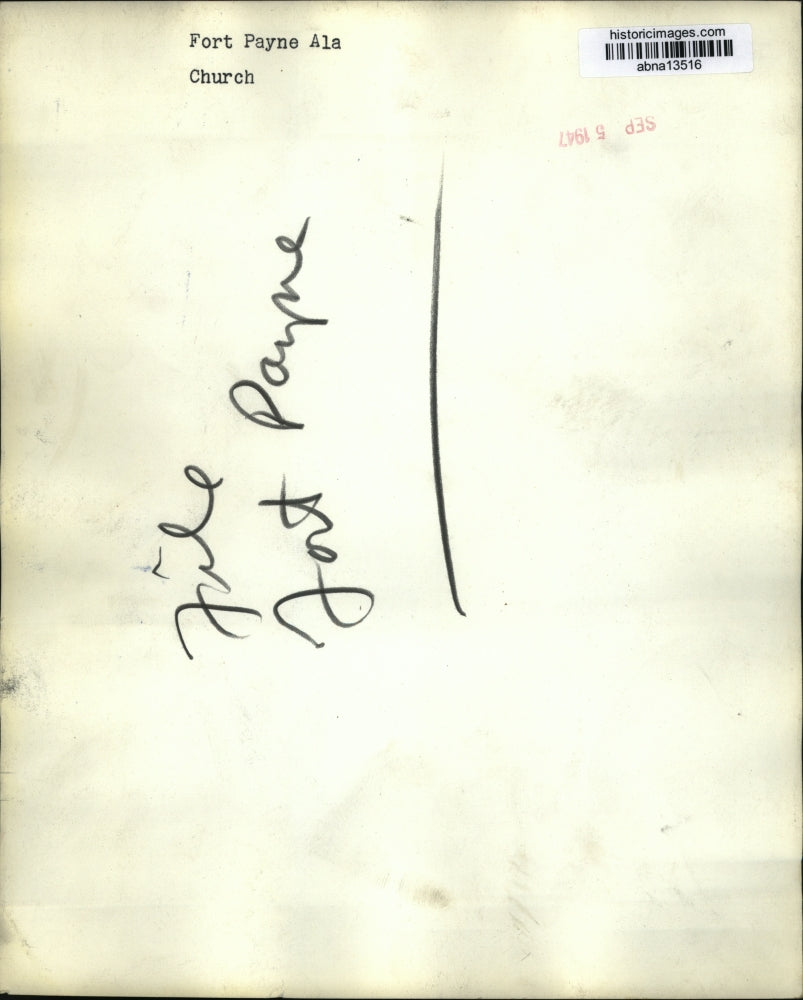 Fort Payne Ala
Church
historicimages.com
abna13516
SEP 5 1947
File
Fort Payne